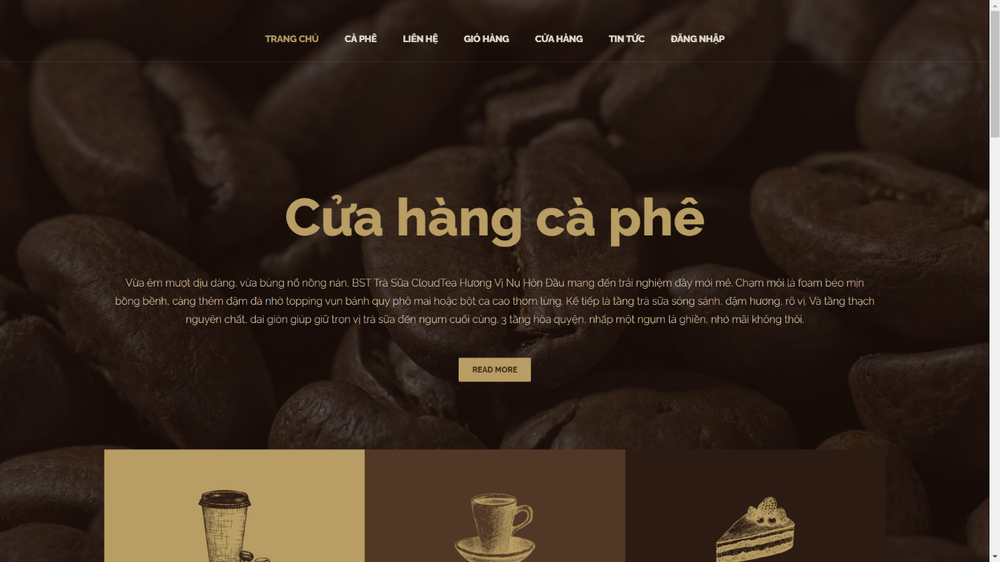 TRANG CHỦ CÀ PHÊ LIÊN HỆ GIỎ HÀNG CỬA HÀNG TIN TỨC ĐĂNG NHẬP
Cửa hàng cà phê
Vừa êm mượt dịu dàng, vừa bùng nổ nồng nàn, BST Trà Sữa CloudTea Hương Vị Nụ Hôn Đầu mang đến trải nghiệm đầy mới mẻ. Chạm môi là foam béo mịn
bồng bềnh, càng thêm đậm đà nhờ topping vụn bánh quy phô mai hoặc bột ca cao thơm lừng. Kế tiếp là tầng trà sữa sóng sánh, đậm hương, rõ vị. Và tầng thạch
nguyên chất, dai giòn giúp giữ trọn vị trà sữa đến ngụm cuối cùng. 3 tầng hòa quyện, nhấp một ngụm là ghiền, nhớ mãi không thôi.
READ MORE